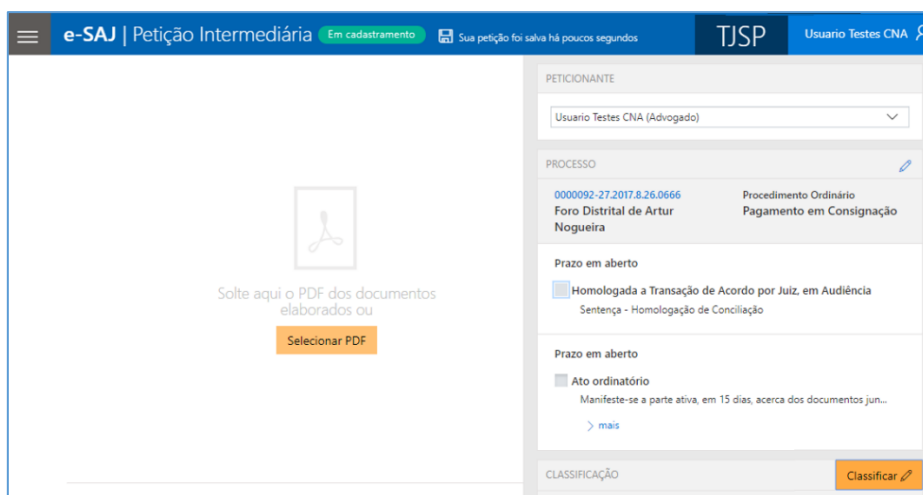 e-SAJ | Petição Intermediária Em cadastramento Sua petição foi salva há poucos segundos TJSP Usuario Testes CNA
PETICIONANTE
Usuario Testes CNA (Advogado)
PROCESSO
0000092-27.2017.8.26.0666 Procedimento Ordinário
Foro Distrital de Artur Pagamento em Consignação
Nogueira
Prazo em aberto
Homologada a Transação de Acordo por Juiz, em Audiência
Sentença - Homologação de Conciliação
Solte aqui o PDF dos documentos
elaborados ou
Selecionar PDF
Prazo em aberto
Ato ordinatório
Manifeste-se a parte ativa, em 15 dias, acerca dos documentos jun...
> mais
CLASSIFICAÇÃO Classificar